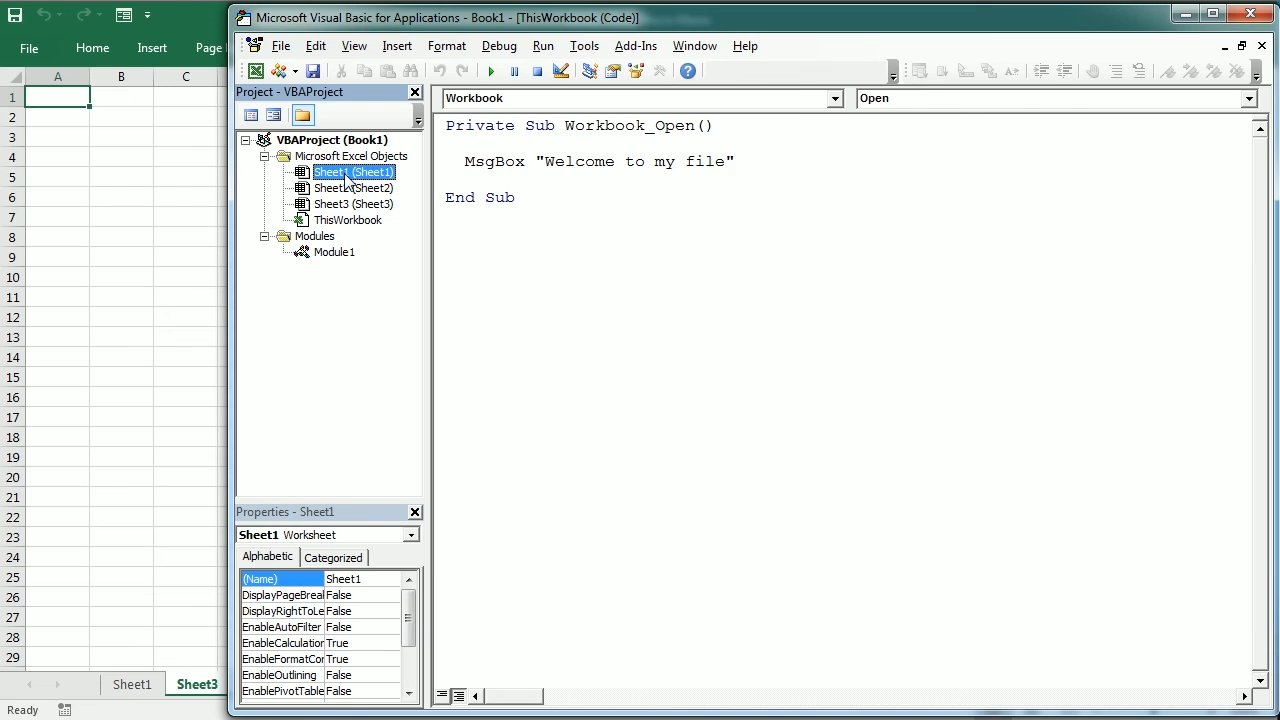 Microsoft Visual Basic for Applications - Book1 - [ThisWorkbook (Code)]
File Home Insert Page
File Edit View Insert Format Debug Run Tools Add-Ins Window Help
Project - VBAProject
Workbook
Open
A B C
1
2
3
4
5
6
7
8
9
10
11
12
13
14
15
16
17
18
19
20
21
22
23
24
25
26
27
28
29
VBAProject (Book1)
Microsoft Excel Objects
Sheet1 (Sheet1)
Sheet2 (Sheet2)
Sheet3 (Sheet3)
ThisWorkbook
Modules
Module1
Private Sub Workbook_Open()
MsgBox "Welcome to my file"
End Sub
Properties - Sheet1
Sheet1 Worksheet
Alphabetic Categorized
(Name) Sheet1
DisplayPageBreal False
DisplayRightToLe False
EnableAutoFilter False
EnableCalculation True
EnableFormatCor True
EnableOutlining False
EnablePivotTable False
Sheet1 Sheet3
Ready